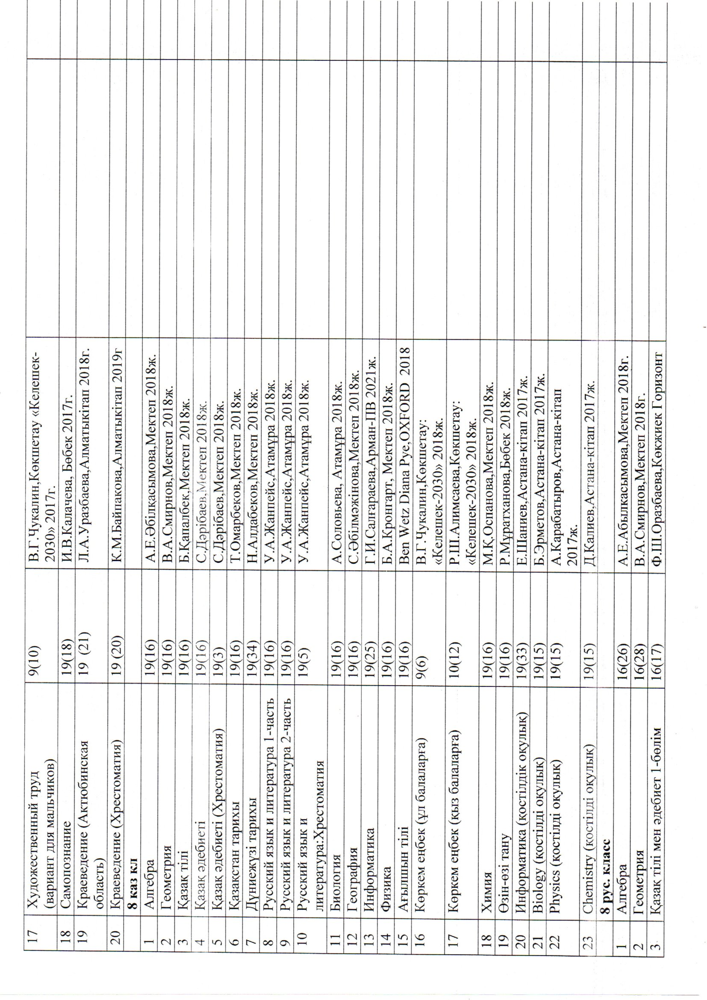 17 Художественный труд 9(10) В.Г.Чукалин,Көкшетау «Келешек-
(вариант для мальчиков) 2030» 2017г.
18 Самопознание 19(18) И.В.Калачева, Бөбек 2017г.
19 Краеведение (Актюбинская 19 (21) Л.А.Уразбаева,Алматыкітап 2018г.
область)
20 Краеведение (Хрестоматия) 19 (20) К.М.Байпакова,Алматыкітап 2019г
8 каз кл
1 Алгебра 19(16) А.Е.Әбілқасымова,Мектеп 2018ж.
2 Геометрия 19(16) В.А.Смирнов,Мектеп 2018ж.
3 Қазақ тілі 19(16) Б.Қапалбек,Мектеп 2018ж.
4 Қазақ әдебиеті 19(16) С.Дәрібаев,Мектеп 2018ж.
5 Қазақ әдебиеті (Хрестоматия) 19(3) С.Дәрібаев,Мектеп 2018ж.
6 Қазақстан тарихы 19(16) Т.Омарбеков,Мектеп 2018ж.
7 Дүниежүзі тарихы 19(34) Н.Алдабеков,Мектеп 2018ж.
8 Русский язык и литература 1-часть 19(16) У.А.Жанпейс,Атамұра 2018ж.
9 Русский язык и литература 2-часть 19(16) У.А.Жанпейс,Атамұра 2018ж.
10 Русский язык и 19(5) У.А.Жанпейс,Атамұра 2018ж.
литература:Хрестоматия
11 Биология 19(16) А.Соловьева, Атамұра 2018ж.
12 География 19(16) С.Әбілмәжінова,Мектеп 2018ж.
13 Информатика 19(25) Г.И.Салғараева,Арман-ПВ 2021ж.
14 Физика 19(16) Б.А.Кронгарт, Мектеп 2018ж.
15 Ағылшын тілі 19(16) Ben Wetz Diana Pye,OXFORD 2018
16 Көркем еңбек (ұл балаларға) 9(6) В.Г.Чукалин,Көкшетау:
«Келешек-2030» 2018ж.
17 Көркем еңбек (қыз балаларға) 10(12) Р.Ш.Алимсаева,Көкшетау:
«Келешек-2030» 2018ж.
18 Химия 19(16) М.Қ.Оспанова,Мектеп 2018ж.
19 Өзін-өзі тану 19(16) Р.Мұратханова,Бөбек 2018ж.
20 Информатика (қостілдік оқулық) 19(33) Е.Шаниев,Астана-кітап 2017ж.
21 Biology (қостілді оқулық) 19(15) Б.Эрметов,Астана-кітап 2017ж.
22 Physics (қостілді оқулық) 19(15) А.Карабатыров,Астана-кітап
2017ж.
23 Chemistry (қостілді оқулық) 19(15) Д.Калиев,Астана-кітап 2017ж.
8 рус. класс
1 Алгебра 16(26) А.Е.Абылкасымова,Мектеп 2018г.
2 Геометрия 16(28) В.А.Смирнов,Мектеп 2018г.
3 Қазақ тілі мен әдебиет 1-бөлім 16(17) Ф.Ш.Оразбаева,Көкжиек Горизонт